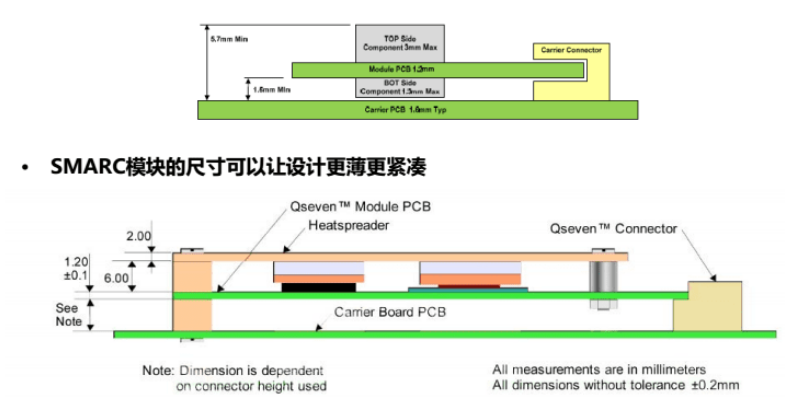 TOP Side
Component 3mm Max
5.7mm Min
Carrier Connector
Module PCB 1.2mm
BOT Side
Component 1.3mm Max
1.5mm Min
Carrier PCB 1.6mm Typ
• SMARC模块的尺寸可以让设计更薄更紧凑
Qseven™ Module PCB
Heatspreader
Qseven™ Connector
2.00
1.20
±0.1
6.00
See
Note
Carrier Board PCB
Note: Dimension is dependent
on connector height used
All measurements are in millimeters
All dimensions without tolerance ±0.2mm